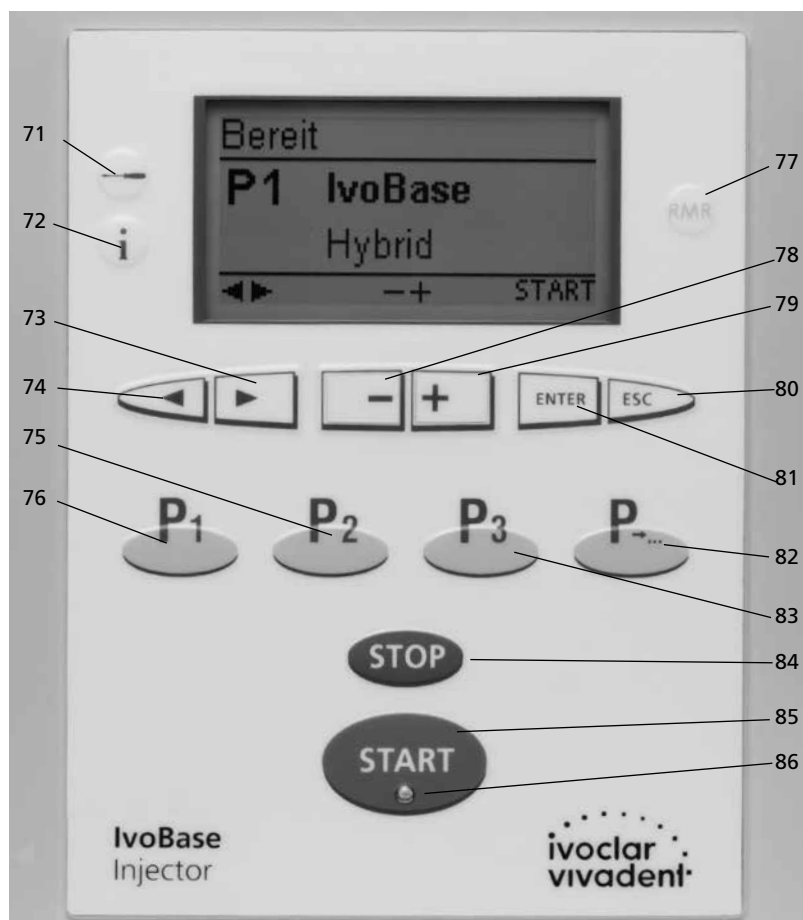 71
72
73
74
75
76
77
78
79
80
81
82
83
84
85
86
Bereit
P1 IvoBase
Hybrid
◀▶ −+ START
i
RMR
◀ ▶ − + ENTER ESC
P1 P2 P3 P→...
STOP
START
IvoBase
Injector
ivoclar
vivadent